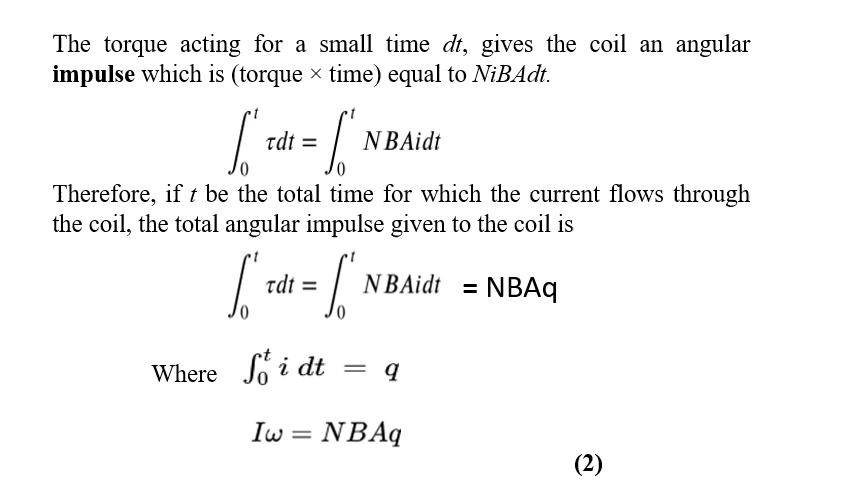 The torque acting for a small time dt, gives the coil an angular
impulse which is (torque × time) equal to NiBAdt.
∫₀ᵗ τdt = ∫₀ᵗ NBAidt
Therefore, if t be the total time for which the current flows through
the coil, the total angular impulse given to the coil is
∫₀ᵗ τdt = ∫₀ᵗ NBAidt = NBAq
Where ∫₀ᵗ i dt = q
Iω = NBAq
(2)